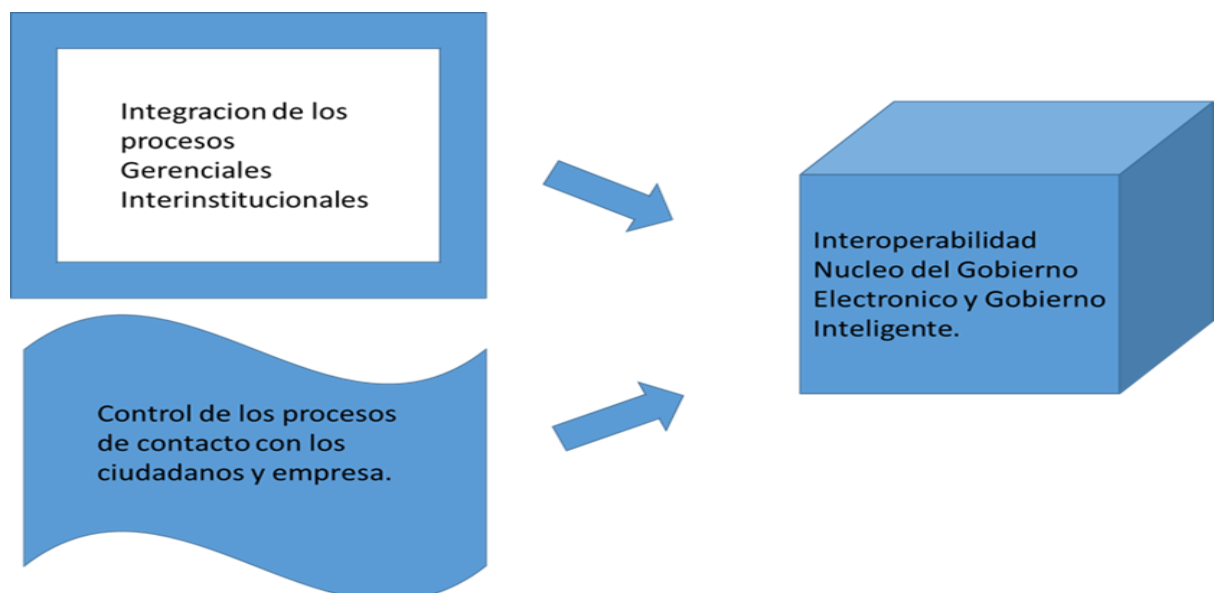 Integracion de los
procesos
Gerenciales
Interinstitucionales
Interoperabilidad
Nucleo del Gobierno
Electronico y Gobierno
Inteligente.
Control de los procesos
de contacto con los
ciudadanos y empresa.